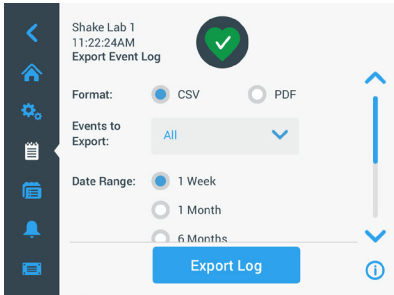 Shake Lab 1
11:22:24AM
Export Event Log
Format: CSV PDF
Events to
Export: All
Date Range: 1 Week
1 Month
6 Months
Export Log